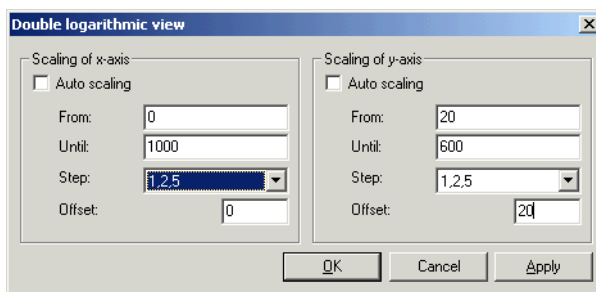 Double logarithmic view
Scaling of x-axis
Auto scaling
From: 0
Until: 1000
Step: 1,2,5
Offset: 0
Scaling of y-axis
Auto scaling
From: 20
Until: 600
Step: 1,2,5
Offset: 20
OK Cancel Apply